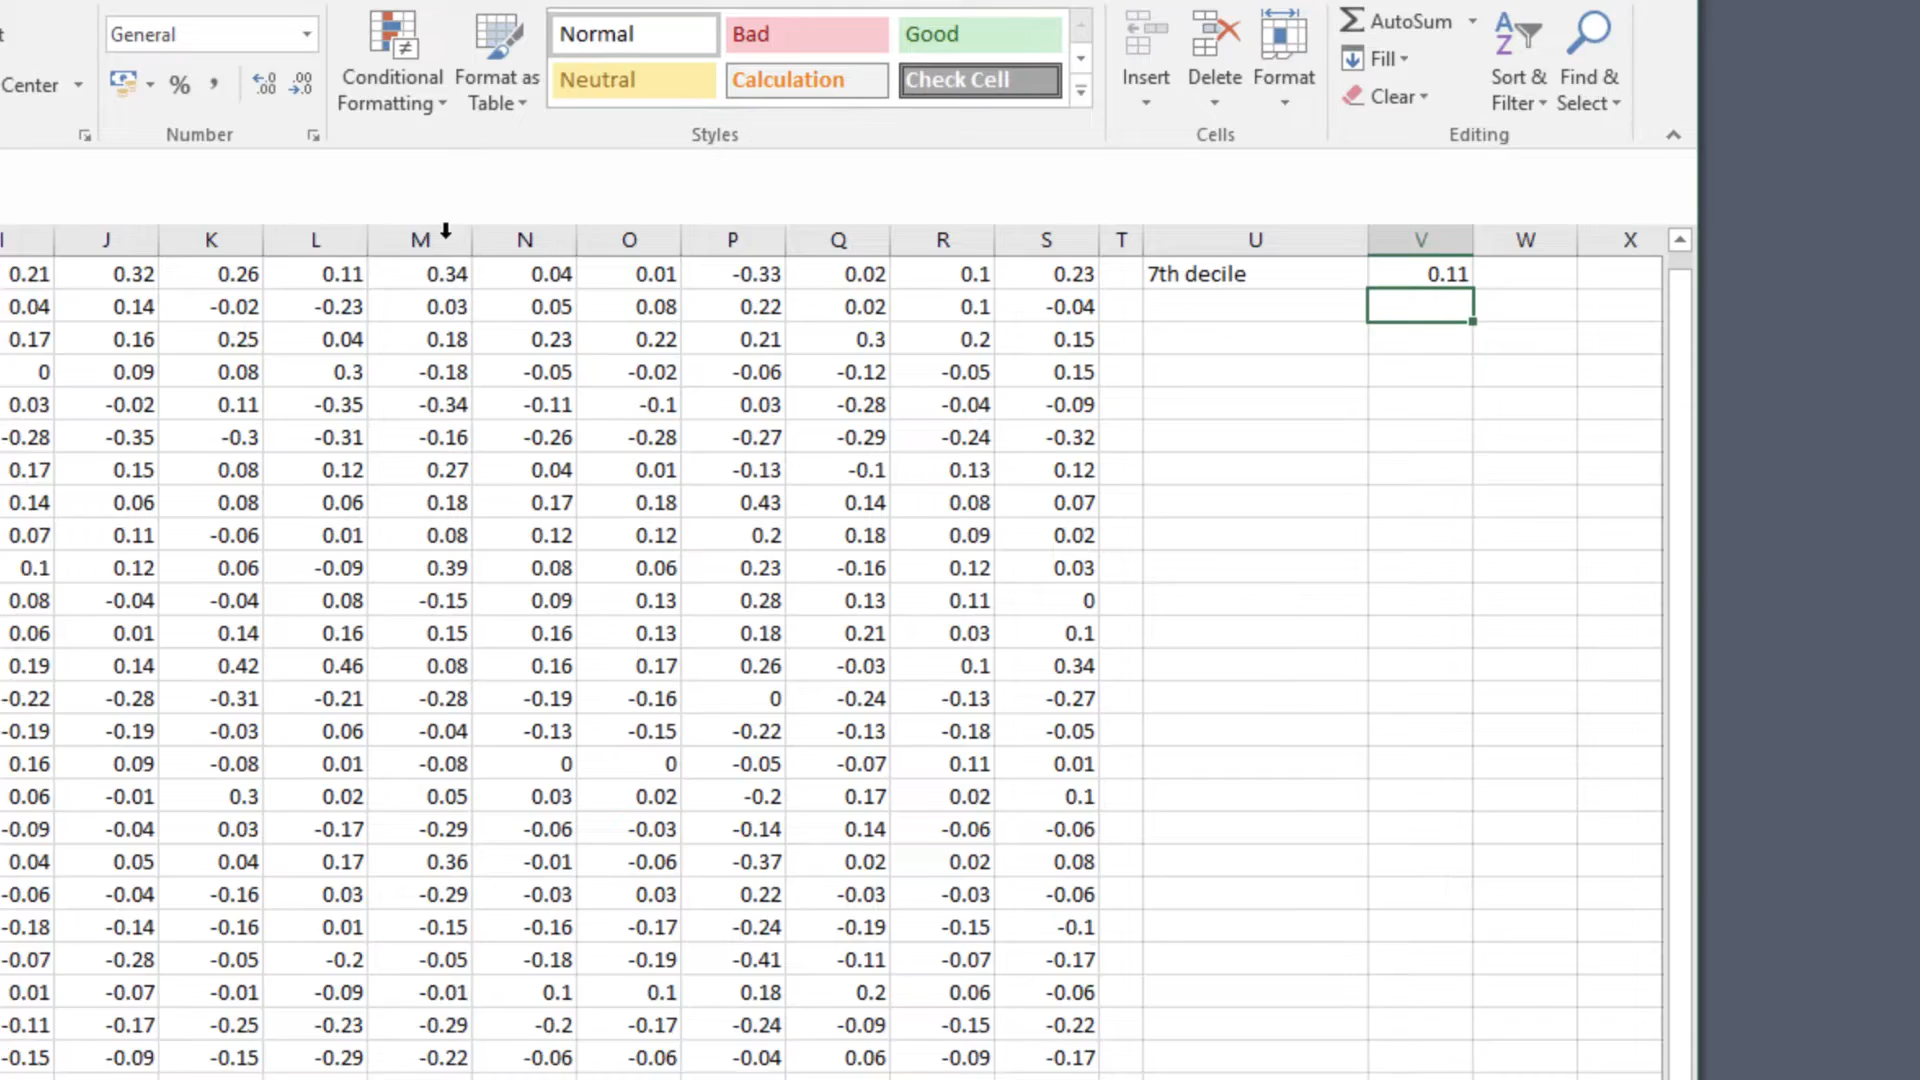 t General Conditional Formatting Format as Table Normal Bad Good Insert Delete Format AutoSum Sort & Filter Find & Select
Center % , Neutral Calculation Check Cell Fill Clear
Number Styles Cells Editing
I J K L M N O P Q R S T U V W X
0.21 0.32 0.26 0.11 0.34 0.04 0.01 -0.33 0.02 0.1 0.23 7th decile 0.11
0.04 0.14 -0.02 -0.23 0.03 0.05 0.08 0.22 0.02 0.1 -0.04
0.17 0.16 0.25 0.04 0.18 0.23 0.22 0.21 0.3 0.2 0.15
0 0.09 0.08 0.3 -0.18 -0.05 -0.02 -0.06 -0.12 -0.05 0.15
0.03 -0.02 0.11 -0.35 -0.34 -0.11 -0.1 0.03 -0.28 -0.04 -0.09
-0.28 -0.35 -0.3 -0.31 -0.16 -0.26 -0.28 -0.27 -0.29 -0.24 -0.32
0.17 0.15 0.08 0.12 0.27 0.04 0.01 -0.13 -0.1 0.13 0.12
0.14 0.06 0.08 0.06 0.18 0.17 0.18 0.43 0.14 0.08 0.07
0.07 0.11 -0.06 0.01 0.08 0.12 0.12 0.2 0.18 0.09 0.02
0.1 0.12 0.06 -0.09 0.39 0.08 0.06 0.23 -0.16 0.12 0.03
0.08 -0.04 -0.04 0.08 -0.15 0.09 0.13 0.28 0.13 0.11 0
0.06 0.01 0.14 0.16 0.15 0.16 0.13 0.18 0.21 0.03 0.1
0.19 0.14 0.42 0.46 0.08 0.16 0.17 0.26 -0.03 0.1 0.34
-0.22 -0.28 -0.31 -0.21 -0.28 -0.19 -0.16 0 -0.24 -0.13 -0.27
-0.19 -0.19 -0.03 0.06 -0.04 -0.13 -0.15 -0.22 -0.13 -0.18 -0.05
0.16 0.09 -0.08 0.01 -0.08 0 0 -0.05 -0.07 0.11 0.01
0.06 -0.01 0.3 0.02 0.05 0.03 0.02 -0.2 0.17 0.02 0.1
-0.09 -0.04 0.03 -0.17 -0.29 -0.06 -0.03 -0.14 0.14 -0.06 -0.06
0.04 0.05 0.04 0.17 0.36 -0.01 -0.06 -0.37 0.02 0.02 0.08
-0.06 -0.04 -0.16 0.03 -0.29 -0.03 0.03 0.22 -0.03 -0.03 -0.06
-0.18 -0.14 -0.16 0.01 -0.15 -0.16 -0.17 -0.24 -0.19 -0.15 -0.1
-0.07 -0.28 -0.05 -0.2 -0.05 -0.18 -0.19 -0.41 -0.11 -0.07 -0.17
0.01 -0.07 -0.01 -0.09 -0.01 0.1 0.1 0.18 0.2 0.06 -0.06
-0.11 -0.17 -0.25 -0.23 -0.29 -0.2 -0.17 -0.24 -0.09 -0.15 -0.22
-0.15 -0.09 -0.15 -0.29 -0.22 -0.06 -0.06 -0.04 0.06 -0.09 -0.17